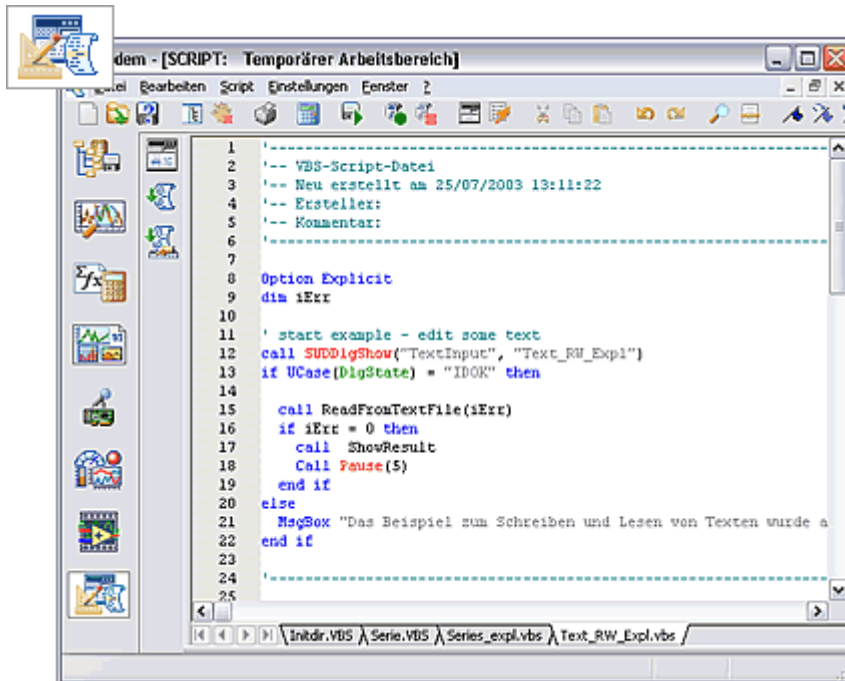 dem - [SCRIPT: Temporärer Arbeitsbereich]
Bearbeiten Script Einstellungen Fenster ?
1 '----------------------------------------------------------------
2 '-- VBS-Script-Datei
3 '-- Neu erstellt am 25/07/2003 13:11:22
4 '-- Ersteller:
5 '-- Kommentar:
6 '----------------------------------------------------------------
7
8 Option Explicit
9 dim iErr
10
11 ' start example - edit some text
12 call SUDDlgShow("TextInput", "Text_RW_Expl")
13 if UCase(DlgState) = "IDOK" then
14
15 call ReadFromTextFile(iErr)
16 if iErr = 0 then
17 call ShowResult
18 Call Pause(5)
19 end if
20 else
21 MsgBox "Das Beispiel zum Schreiben und Lesen von Texten wurde a
22 end if
23
24 '----------------------------------------------------------------
25
Initdir.VBS Serie.VBS Series_expl.vbs Text_RW_Expl.vbs